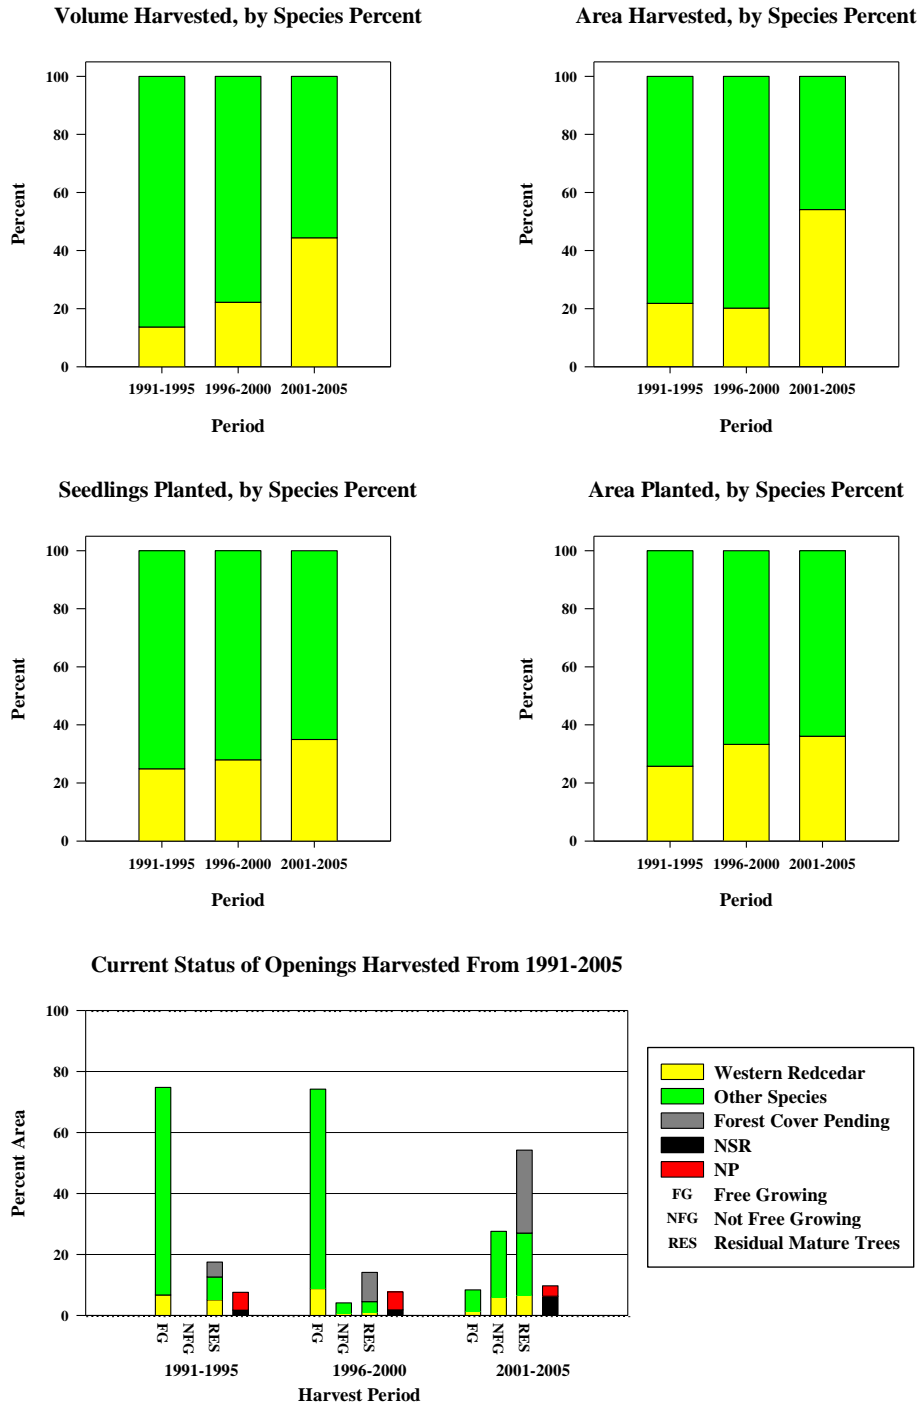 Volume Harvested, by Species Percent
Percent
100
80
60
40
20
0
1991-1995 1996-2000 2001-2005
Period
Area Harvested, by Species Percent
Percent
100
80
60
40
20
0
1991-1995 1996-2000 2001-2005
Period
Seedlings Planted, by Species Percent
Percent
100
80
60
40
20
0
1991-1995 1996-2000 2001-2005
Period
Area Planted, by Species Percent
Percent
100
80
60
40
20
0
1991-1995 1996-2000 2001-2005
Period
Current Status of Openings Harvested From 1991-2005
Percent Area
100
80
60
40
20
0
FG NFG RES FG NFG RES FG NFG RES
1991-1995 1996-2000 2001-2005
Harvest Period
Western Redcedar
Other Species
Forest Cover Pending
NSR
NP
FG Free Growing
NFG Not Free Growing
RES Residual Mature Trees